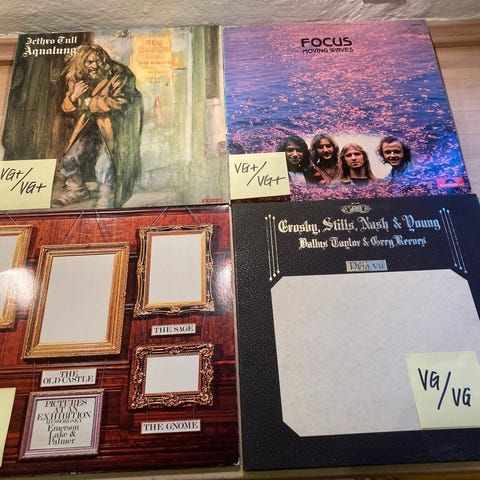 Jethro Tull
Aqualung
VG+/
VG+
FOCUS
MOVING WAVES
VG+/
VG+
THE SAGE
THE
OLD CASTLE
PICTURES
AT AN
EXHIBITION
MUSSORGSKY
Emerson
Lake &
Palmer
THE GNOME
Crosby, Stills, Nash & Young
Dallas Taylor & Greg Reeves
Déjà vu
VG/VG